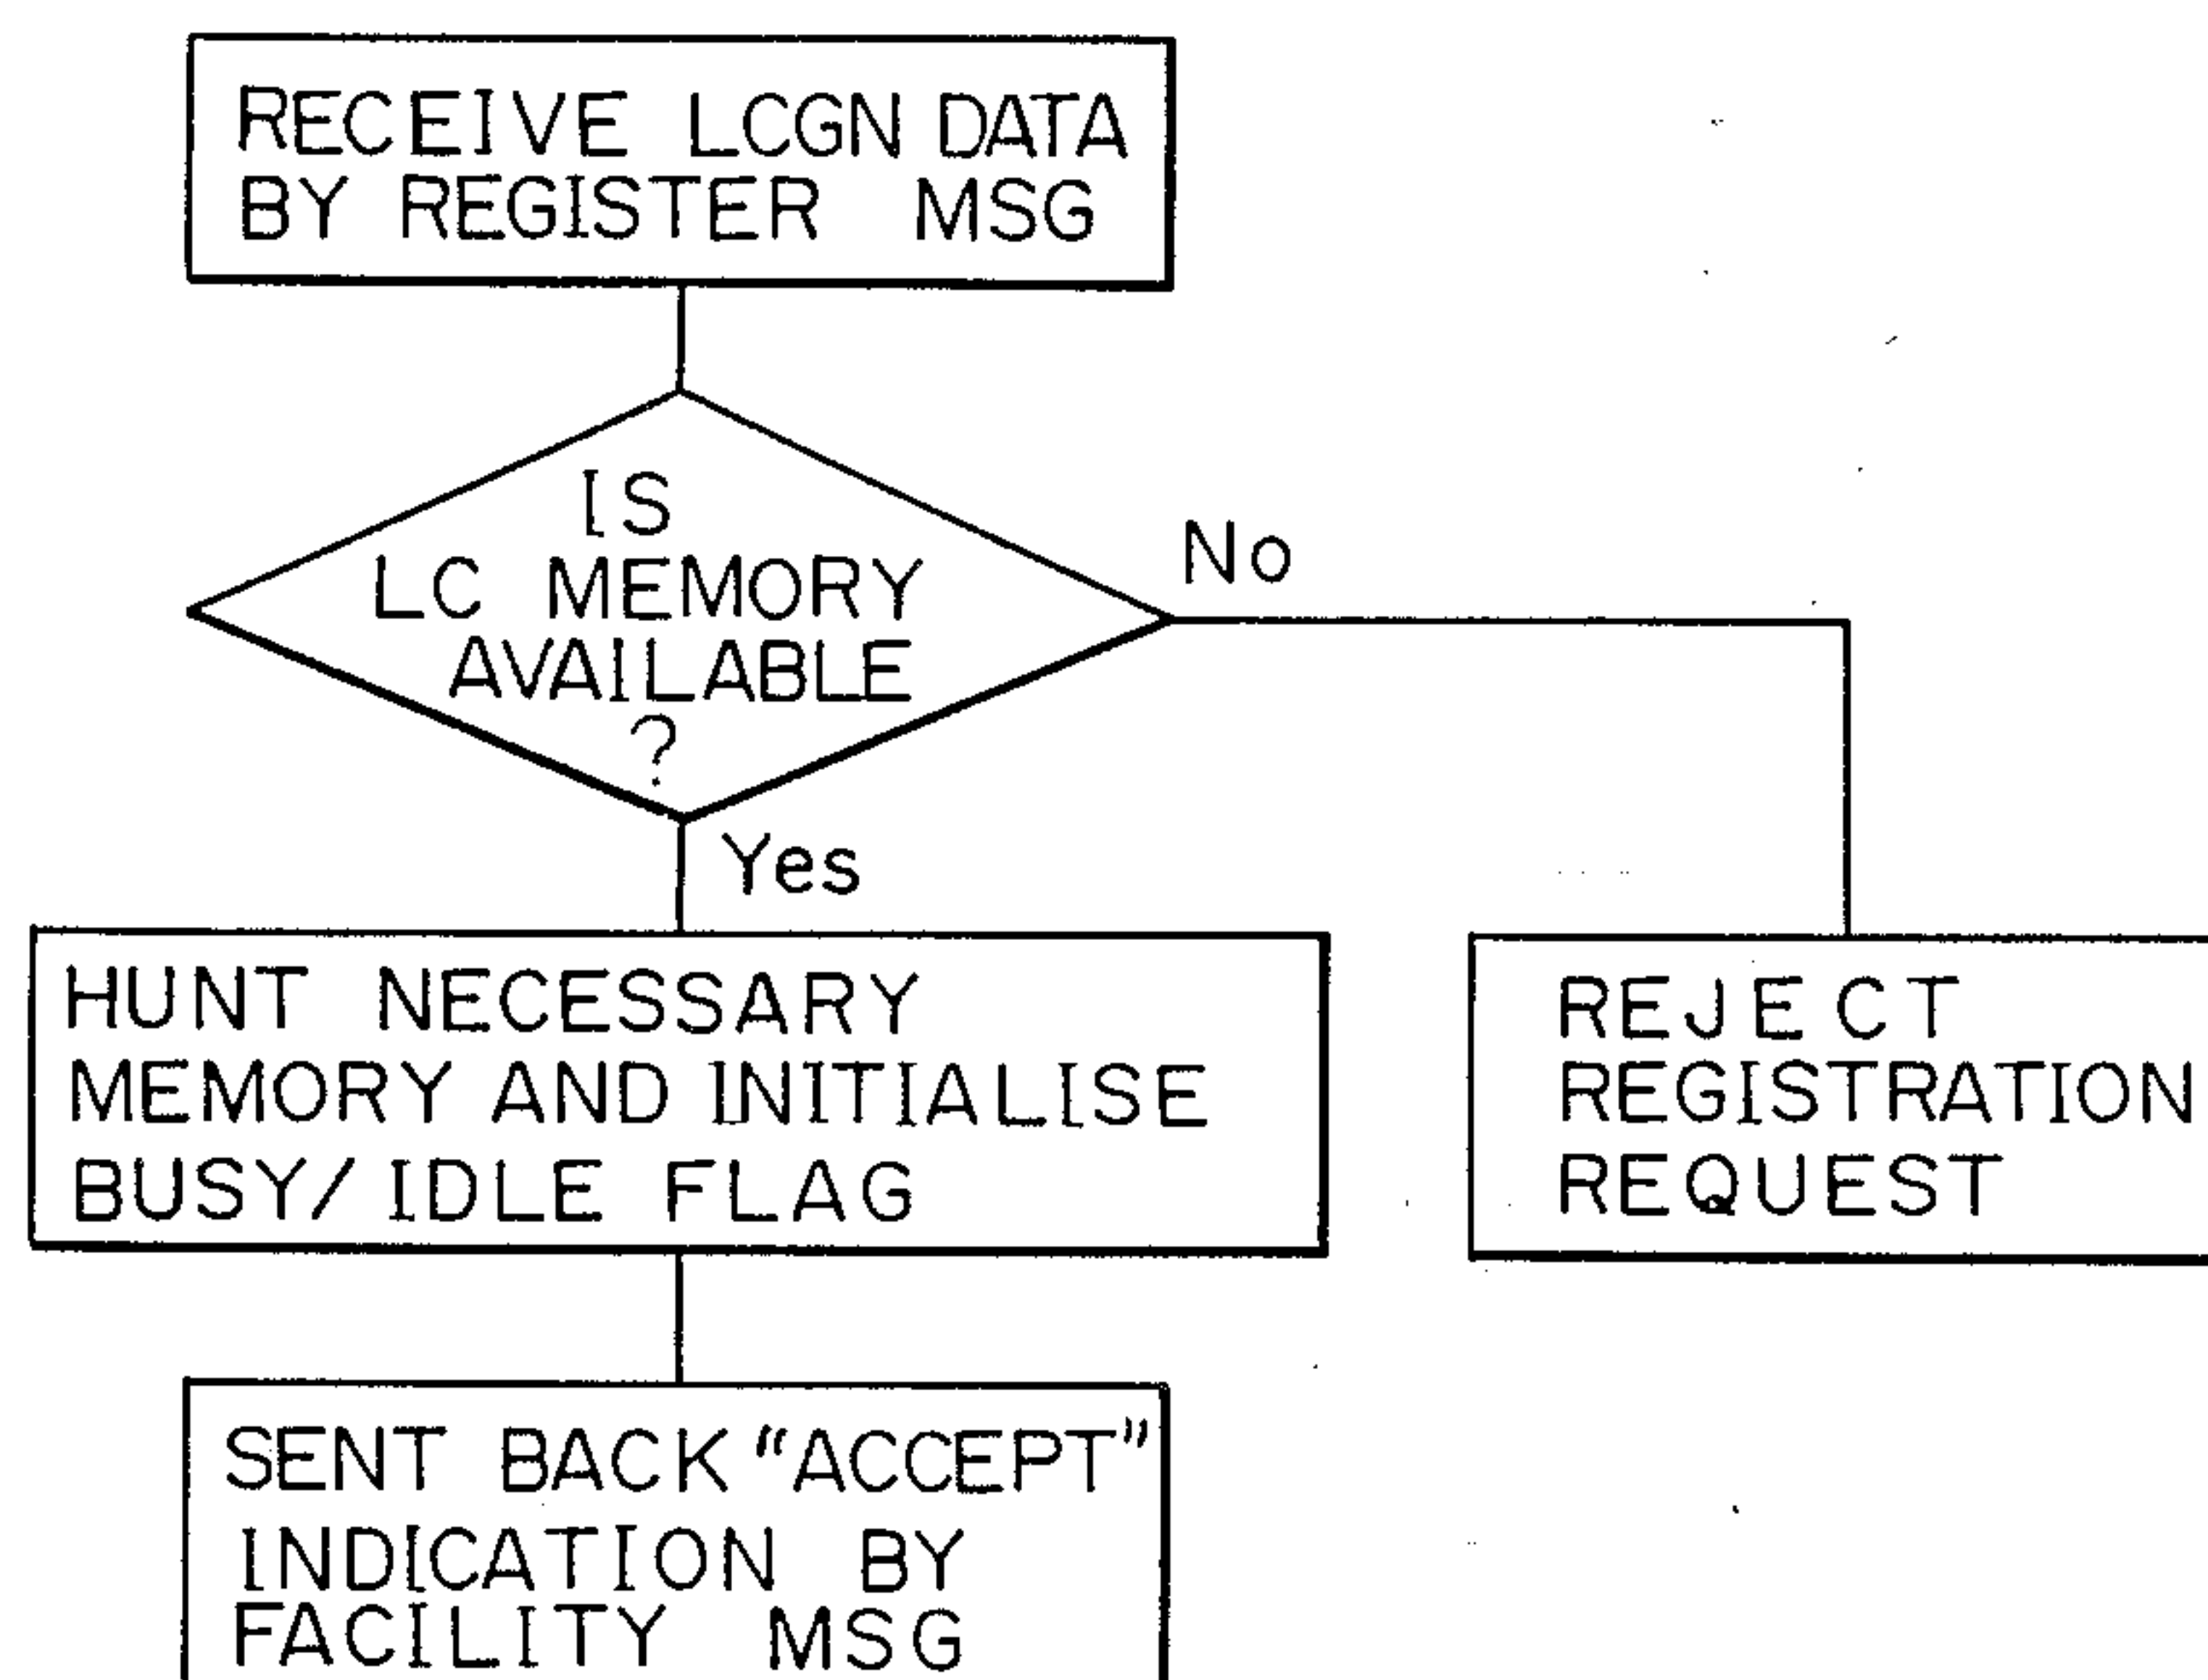 RECEIVE LCGN DATA
BY REGISTER MSG
IS
LC MEMORY
AVAILABLE
?
No
Yes
HUNT NECESSARY
MEMORY AND INITIALISE
BUSY/IDLE FLAG
REJECT
REGISTRATION
REQUEST
SENT BACK "ACCEPT"
INDICATION BY
FACILITY MSG